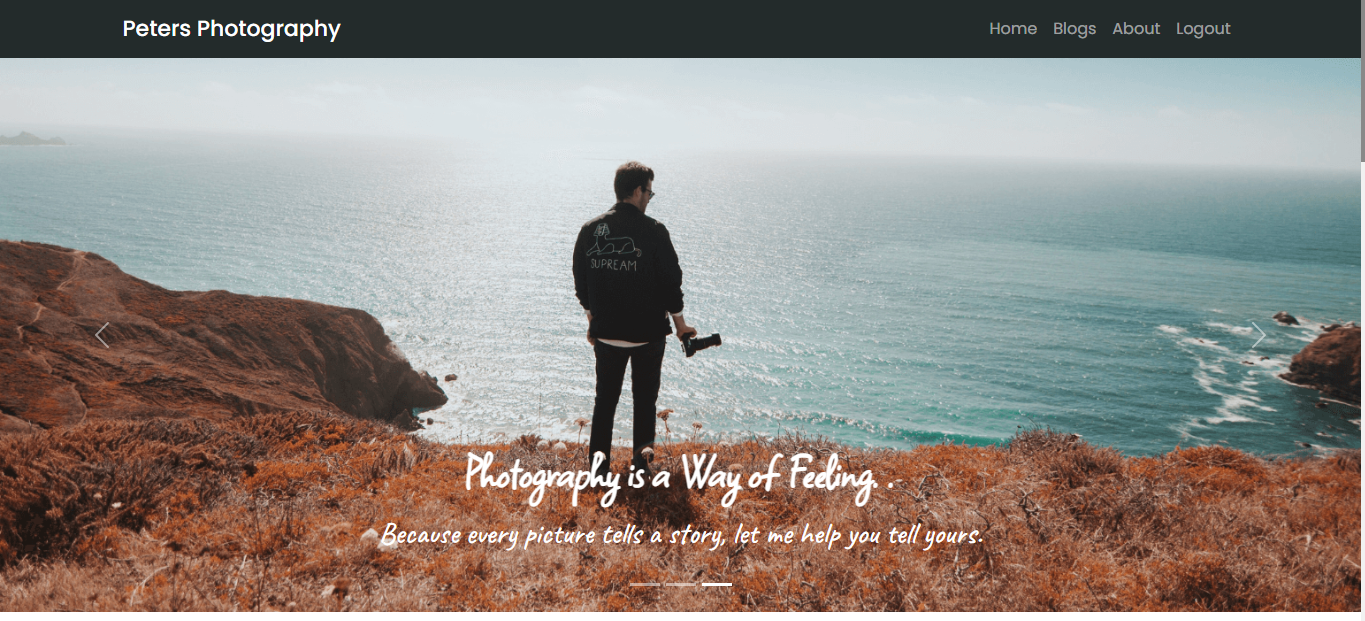 Peters Photography
Home Blogs About Logout
SUPREAM
Photography is a Way of Feeling. .
Because every picture tells a story, let me help you tell yours.